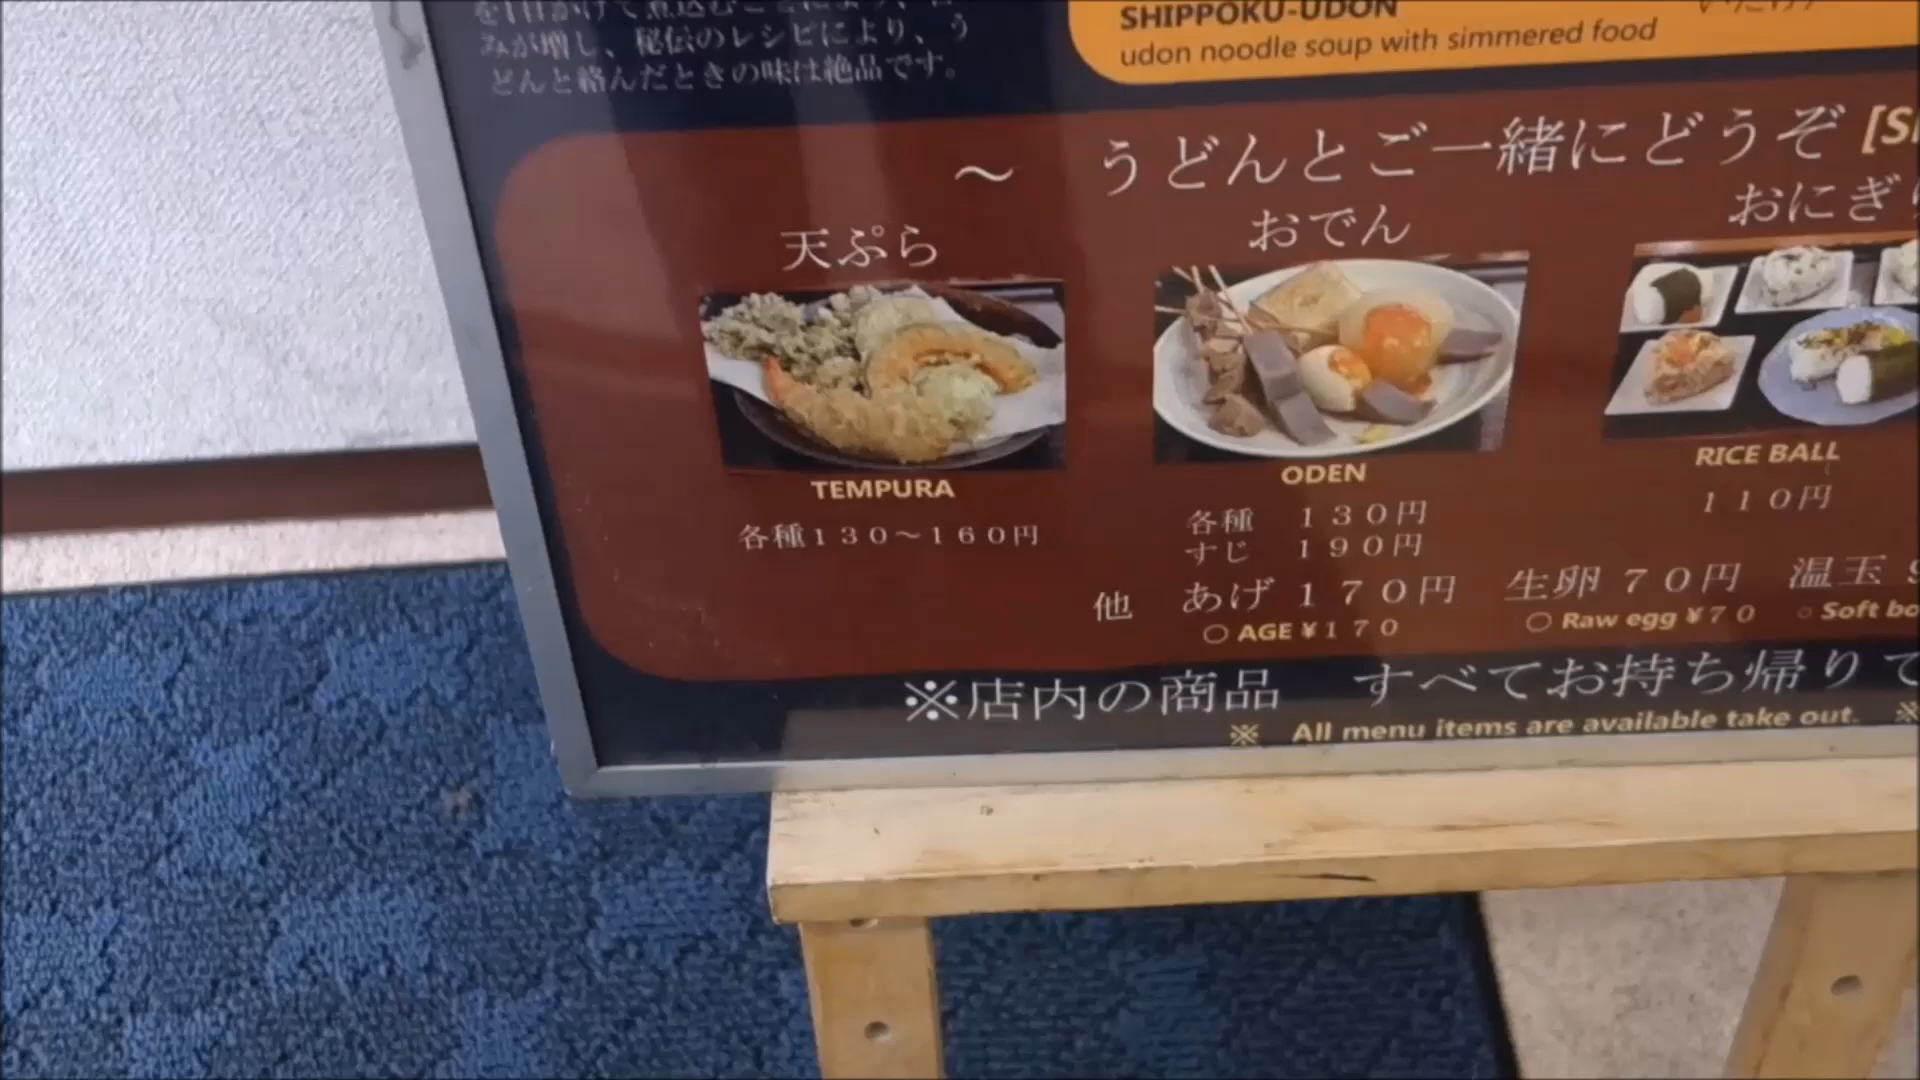 みが増し、秘伝のレシピにより、う
どんと絡んだときの味は絶品です。
SHIPPOKU-UDON
udon noodle soup with simmered food
～ うどんとご一緒にどうぞ
天ぷら
おでん
おにぎ
TEMPURA
ODEN
RICE BALL
各種130～160円
各種 130円
すじ 190円
110円
他 あげ 170円 生卵 70円 温玉
○ AGE ¥170 ○ Raw egg ¥70 ○ Soft
※店内の商品 すべてお持ち帰り
※ All menu items are available take out. ※